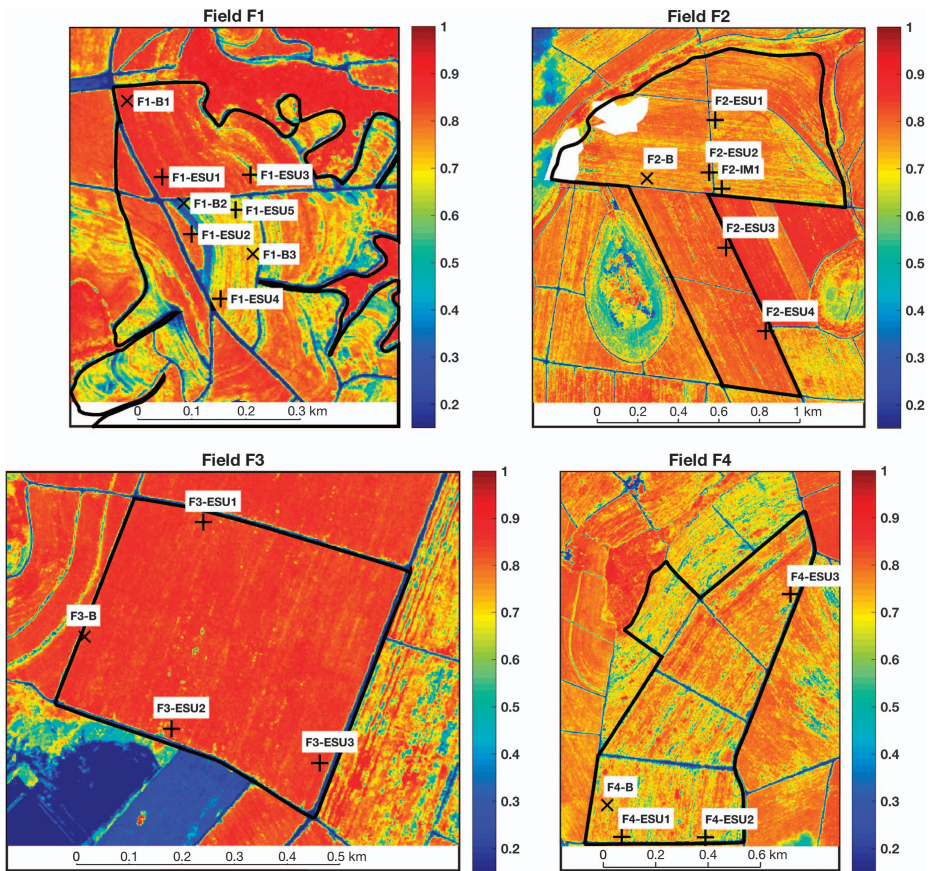 Field F1
F1-B1
F1-ESU1
F1-ESU3
F1-B2
F1-ESU5
F1-ESU2
F1-B3
F1-ESU4
0 0.1 0.2 0.3 km
1
0.9
0.8
0.7
0.6
0.5
0.4
0.3
0.2
Field F2
F2-ESU1
F2-ESU2
F2-B
F2-IM1
F2-ESU3
F2-ESU4
0 0.2 0.4 0.6 0.8 1 km
1
0.9
0.8
0.7
0.6
0.5
0.4
0.3
0.2
Field F3
F3-ESU1
F3-B
F3-ESU2
F3-ESU3
0 0.1 0.2 0.3 0.4 0.5 km
1
0.9
0.8
0.7
0.6
0.5
0.4
0.3
0.2
Field F4
F4-ESU3
F4-B
F4-ESU1
F4-ESU2
0 0.2 0.4 0.6 km
1
0.9
0.8
0.7
0.6
0.5
0.4
0.3
0.2